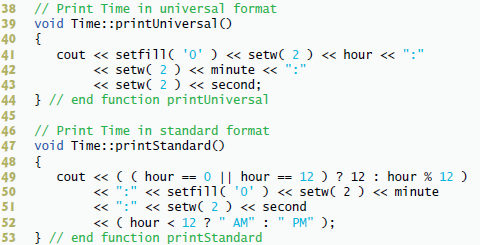 38 // Print Time in universal format
39 void Time::printUniversal()
40 {
41 cout << setfill( '0' ) << setw( 2 ) << hour << ":"
42 << setw( 2 ) << minute << ":"
43 << setw( 2 ) << second;
44 } // end function printUniversal
45
46 // Print Time in standard format
47 void Time::printStandard()
48 {
49 cout << ( ( hour == 0 || hour == 12 ) ? 12 : hour % 12 )
50 << ":" << setfill( '0' ) << setw( 2 ) << minute
51 << ":" << setw( 2 ) << second
52 << ( hour < 12 ? " AM" : " PM" );
53 } // end function printStandard